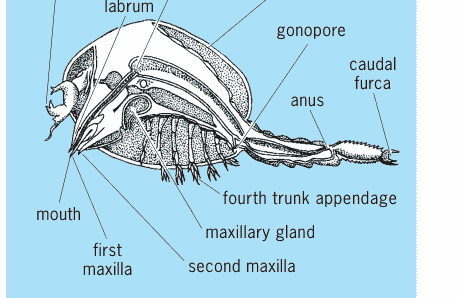 labrum
gonopore
caudal
furca
anus
fourth trunk appendage
mouth
maxillary gland
first
maxilla
second maxilla